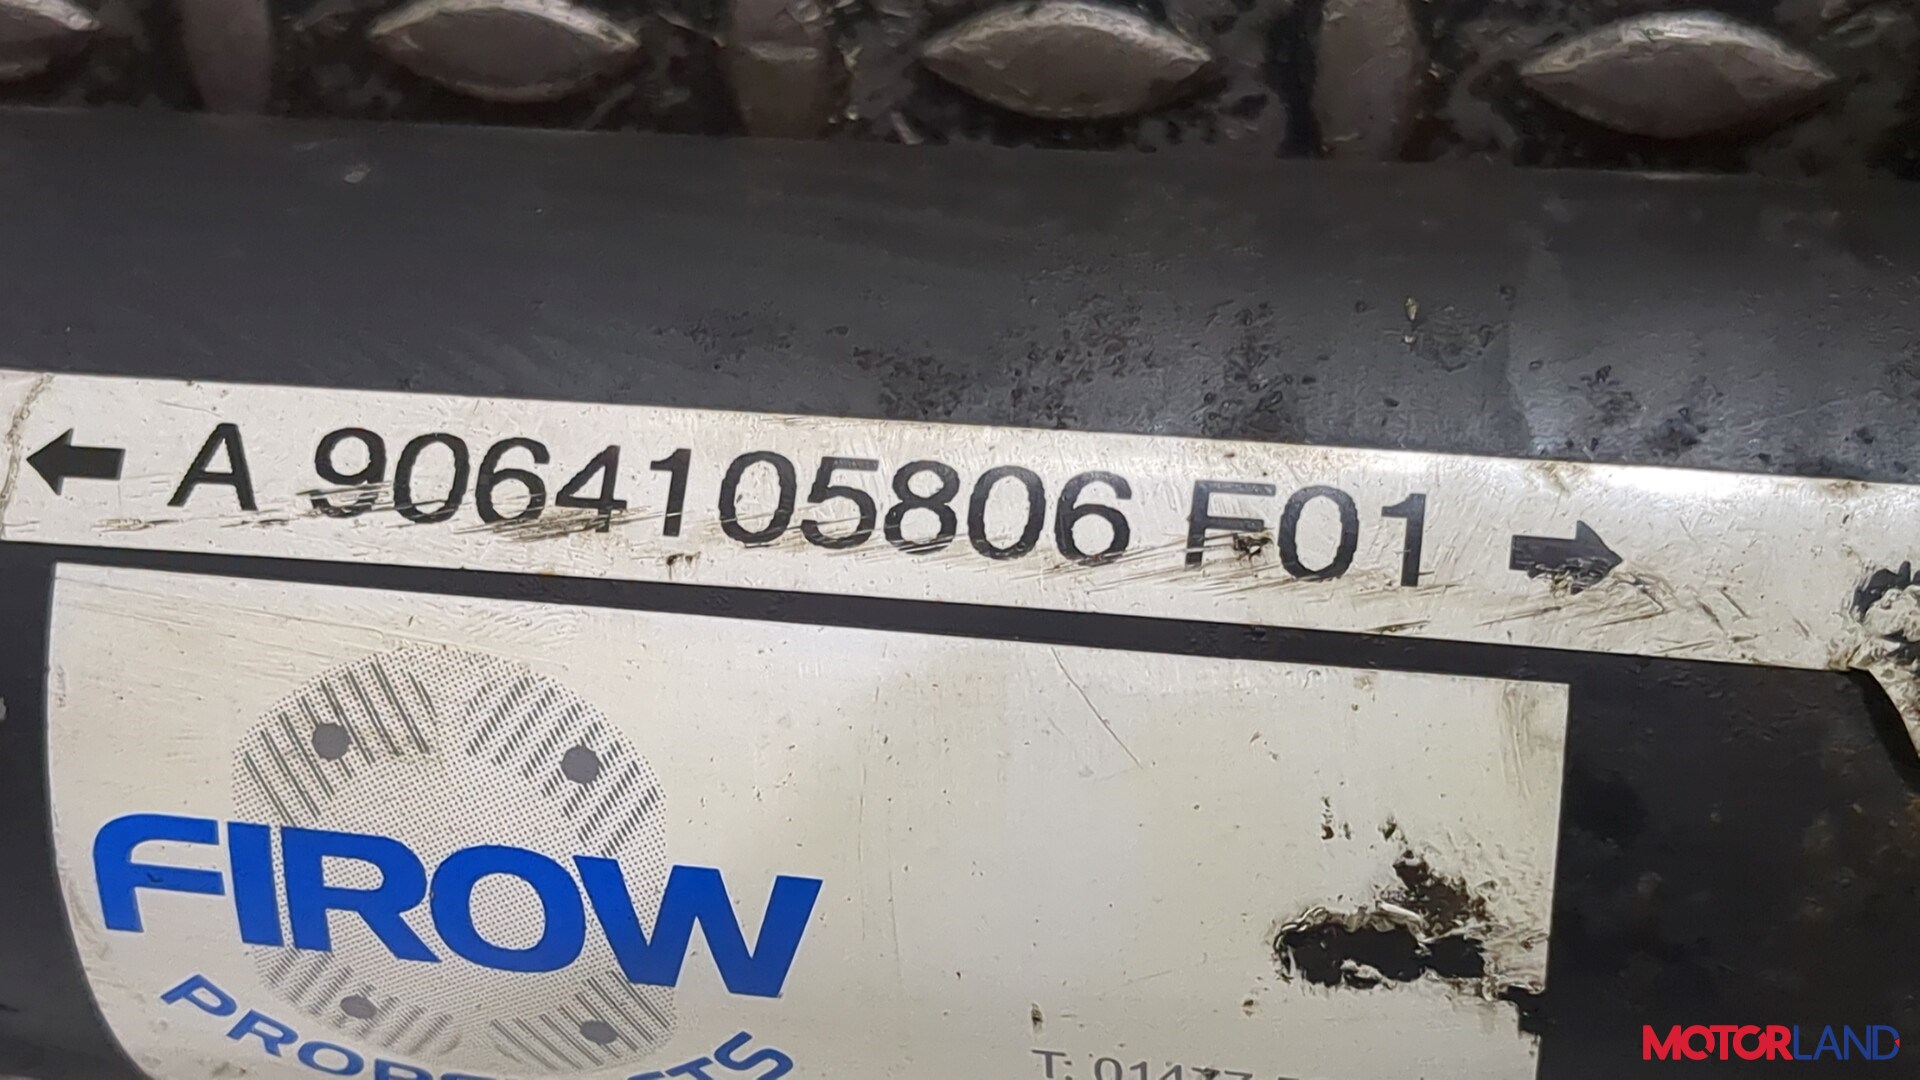 ← A 9064105806 F01 →
FIROW
MOTORLAND